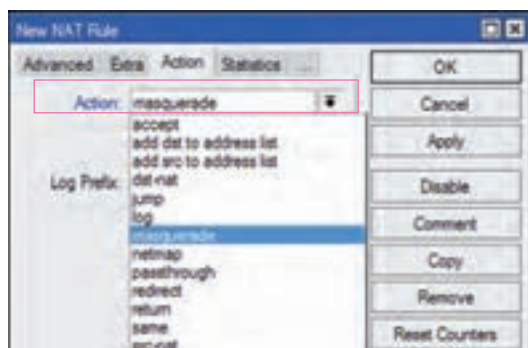 New NAT Rule
Advanced Extra Action Statistics ...
OK
Action: masquerade
Cancel
accept
add dst to address list
Apply
add src to address list
Log Prefix: dst-nat
Disable
jump
log
Comment
masquerade
netmap
Copy
passthrough
redirect
Remove
return
same
Reset Counters
src-nat